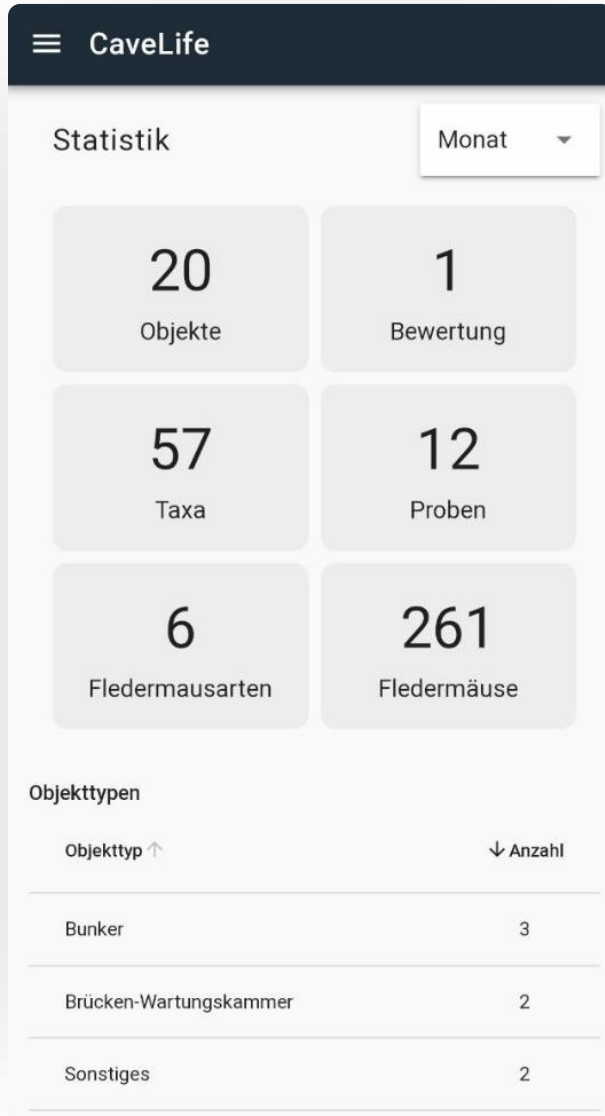 CaveLife
Statistik
Monat
20
Objekte
1
Bewertung
57
Taxa
12
Proben
6
Fledermausarten
261
Fledermäuse
Objekttypen
Objekttyp ↑ ↓ Anzahl
Bunker 3
Brücken-Wartungskammer 2
Sonstiges 2